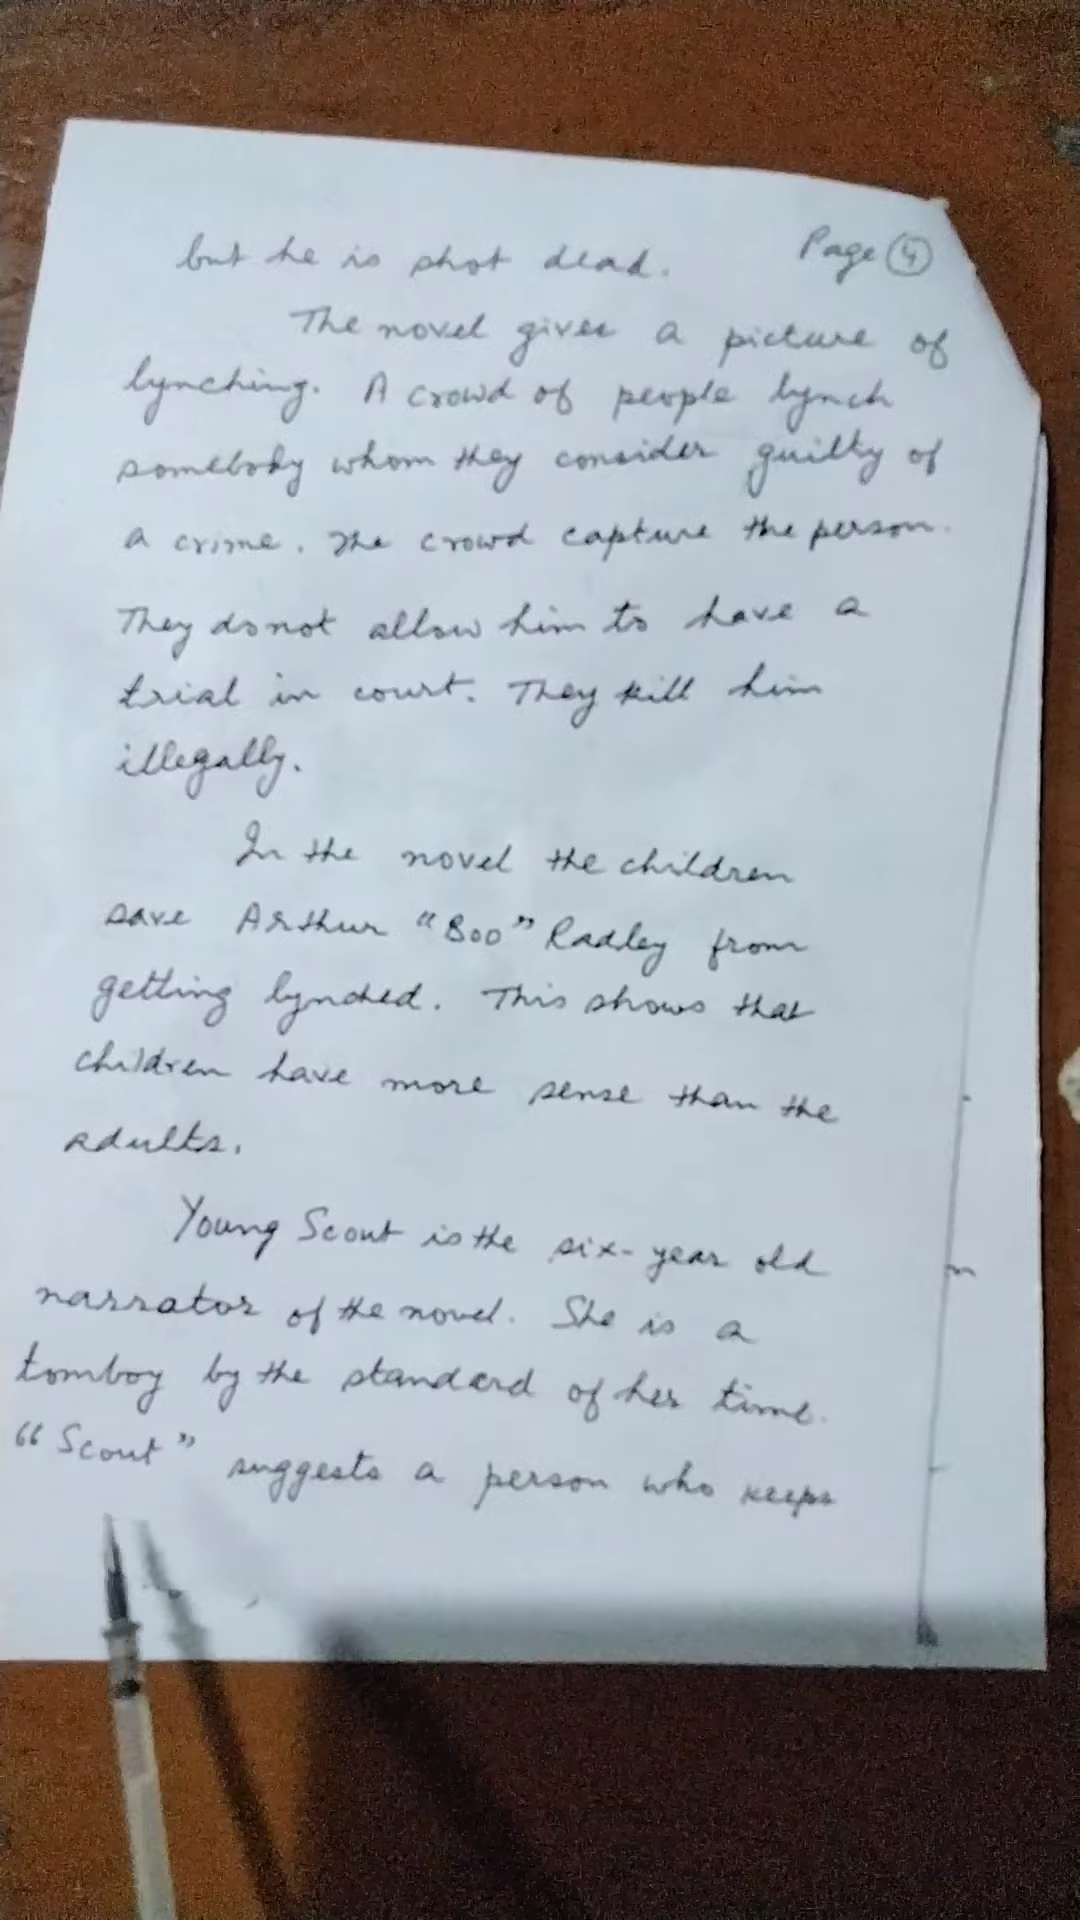 but he is shot dead. Page 4
The novel gives a picture of
lynching. A crowd of people lynch
somebody whom they consider guilty of
a crime. The crowd capture the person.
They do not allow him to have a
trial in court. They kill him
illegally.
In the novel the children
save Arthur "Boo" Radley from
getting lynched. This shows that
children have more sense than the
adults.
Young Scout is the six-year old
narrator of the novel. She is a
tomboy by the standard of her time.
"Scout" suggests a person who keeps